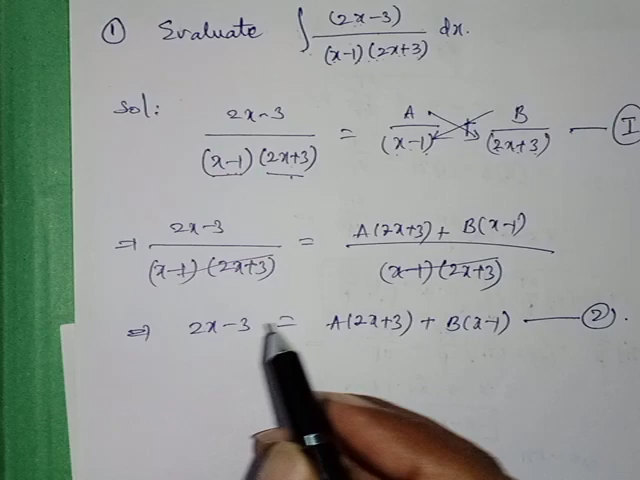 ① Evaluate ∫ (2x-3) / (x-1)(2x+3) dx.
Sol: 2x-3 / (x-1)(2x+3) = A / (x-1) + B / (2x+3) — Ⓘ
⇒ 2x-3 / (x-1)(2x+3) = A(2x+3) + B(x-1) / (x-1)(2x+3)
⇒ 2x-3 = A(2x+3) + B(x-1) — ②.